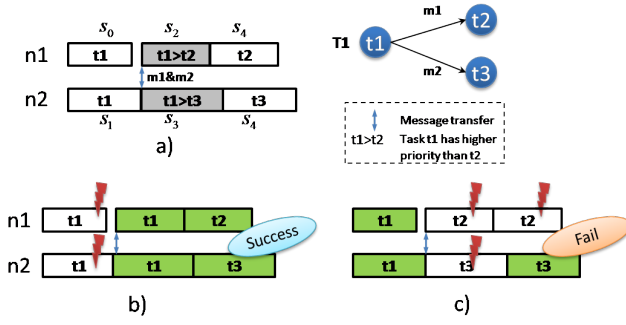 S0 S2 S4
n1 t1 t1>t2 t2
m1&m2
n2 t1 t1>t3 t3
S1 S3 S4
a)
T1 t1 m1 t2
m2 t3
Message transfer
t1>t2 Task t1 has higher
priority than t2
n1 t1 t1 t2
Success
n2 t1 t1 t3
b)
n1 t1 t2 t2
Fail
n2 t1 t3 t3
c)